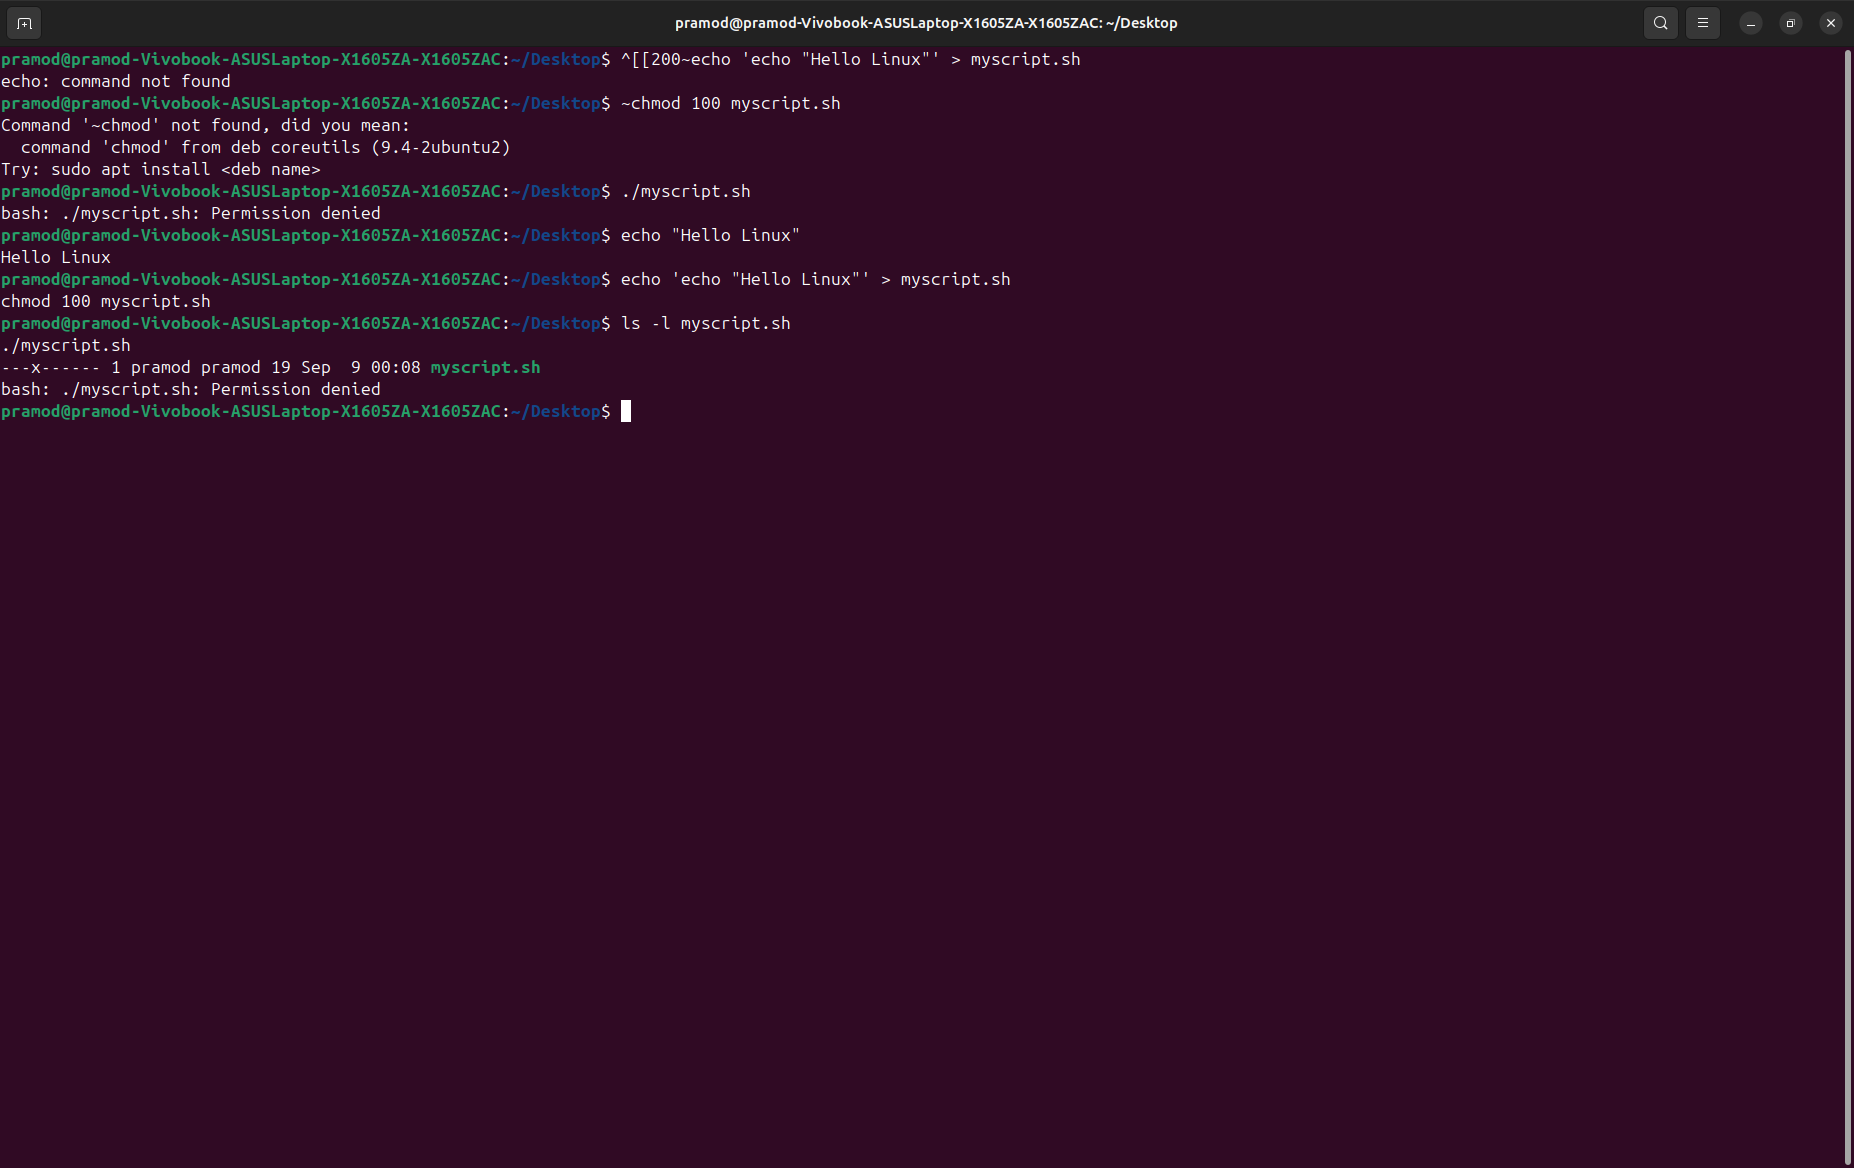 pramod@pramod-Vivobook-ASUSLaptop-X1605ZA-X1605ZAC: ~/Desktop
pramod@pramod-Vivobook-ASUSLaptop-X1605ZA-X1605ZAC:~/Desktop$ ^[[200~echo 'echo "Hello Linux"' > myscript.sh
echo: command not found
pramod@pramod-Vivobook-ASUSLaptop-X1605ZA-X1605ZAC:~/Desktop$ ~chmod 100 myscript.sh
Command '~chmod' not found, did you mean:
  command 'chmod' from deb coreutils (9.4-2ubuntu2)
Try: sudo apt install <deb name>
pramod@pramod-Vivobook-ASUSLaptop-X1605ZA-X1605ZAC:~/Desktop$ ./myscript.sh
bash: ./myscript.sh: Permission denied
pramod@pramod-Vivobook-ASUSLaptop-X1605ZA-X1605ZAC:~/Desktop$ echo "Hello Linux"
Hello Linux
pramod@pramod-Vivobook-ASUSLaptop-X1605ZA-X1605ZAC:~/Desktop$ echo 'echo "Hello Linux"' > myscript.sh
chmod 100 myscript.sh
pramod@pramod-Vivobook-ASUSLaptop-X1605ZA-X1605ZAC:~/Desktop$ ls -l myscript.sh
./myscript.sh
---x------ 1 pramod pramod 19 Sep  9 00:08 myscript.sh
bash: ./myscript.sh: Permission denied
pramod@pramod-Vivobook-ASUSLaptop-X1605ZA-X1605ZAC:~/Desktop$